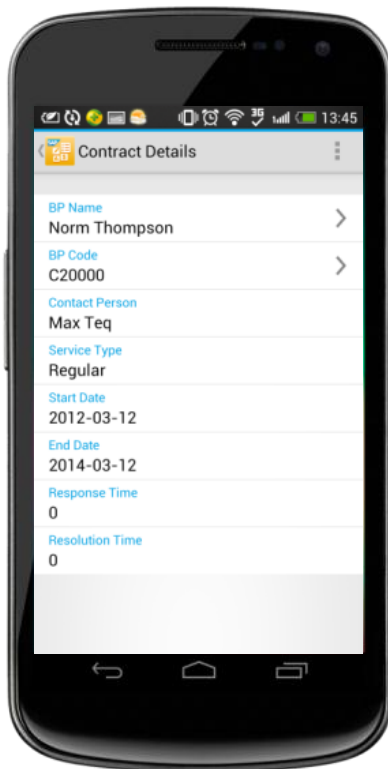 3G
13:45
Contract Details
BP Name
Norm Thompson
BP Code
C20000
Contact Person
Max Teq
Service Type
Regular
Start Date
2012-03-12
End Date
2014-03-12
Response Time
0
Resolution Time
0